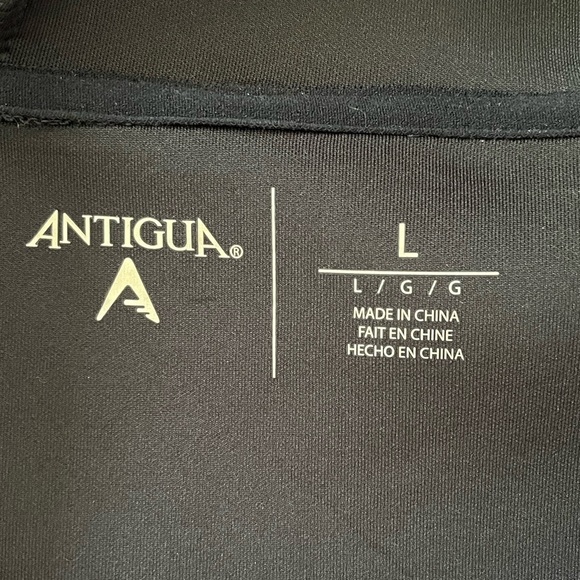 ANTIGUA®
L
L / G / G
MADE IN CHINA
FAIT EN CHINE
HECHO EN CHINA